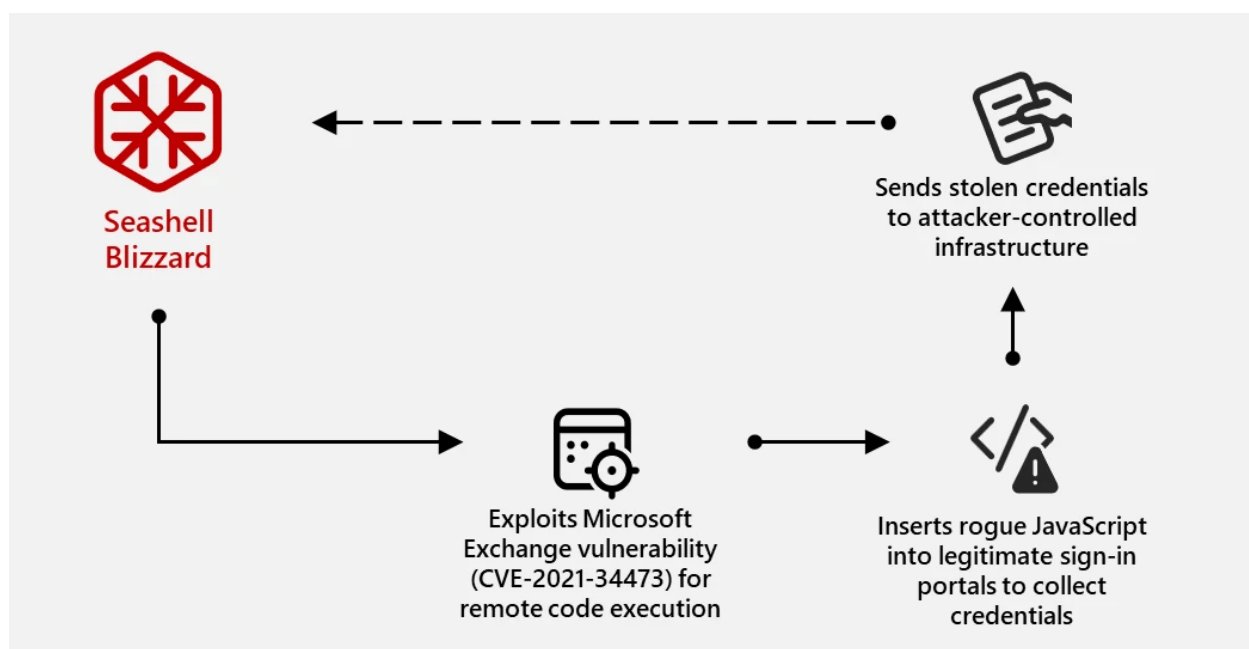 Seashell
Blizzard
Sends stolen credentials
to attacker-controlled
infrastructure
Exploits Microsoft
Exchange vulnerability
(CVE-2021-34473) for
remote code execution
Inserts rogue JavaScript
into legitimate sign-in
portals to collect
credentials